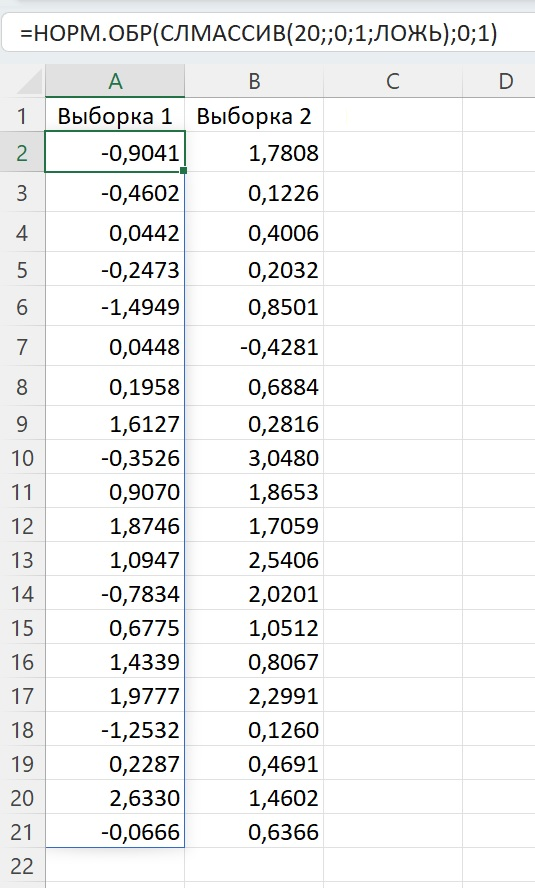 =НОРМ.ОБР(СЛМАССИВ(20;;0;1;ЛОЖЬ);0;1)
A B C D
1 Выборка 1 Выборка 2
2 -0,9041 1,7808
3 -0,4602 0,1226
4 0,0442 0,4006
5 -0,2473 0,2032
6 -1,4949 0,8501
7 0,0448 -0,4281
8 0,1958 0,6884
9 1,6127 0,2816
10 -0,3526 3,0480
11 0,9070 1,8653
12 1,8746 1,7059
13 1,0947 2,5406
14 -0,7834 2,0201
15 0,6775 1,0512
16 1,4339 0,8067
17 1,9777 2,2991
18 -1,2532 0,1260
19 0,2287 0,4691
20 2,6330 1,4602
21 -0,0666 0,6366
22